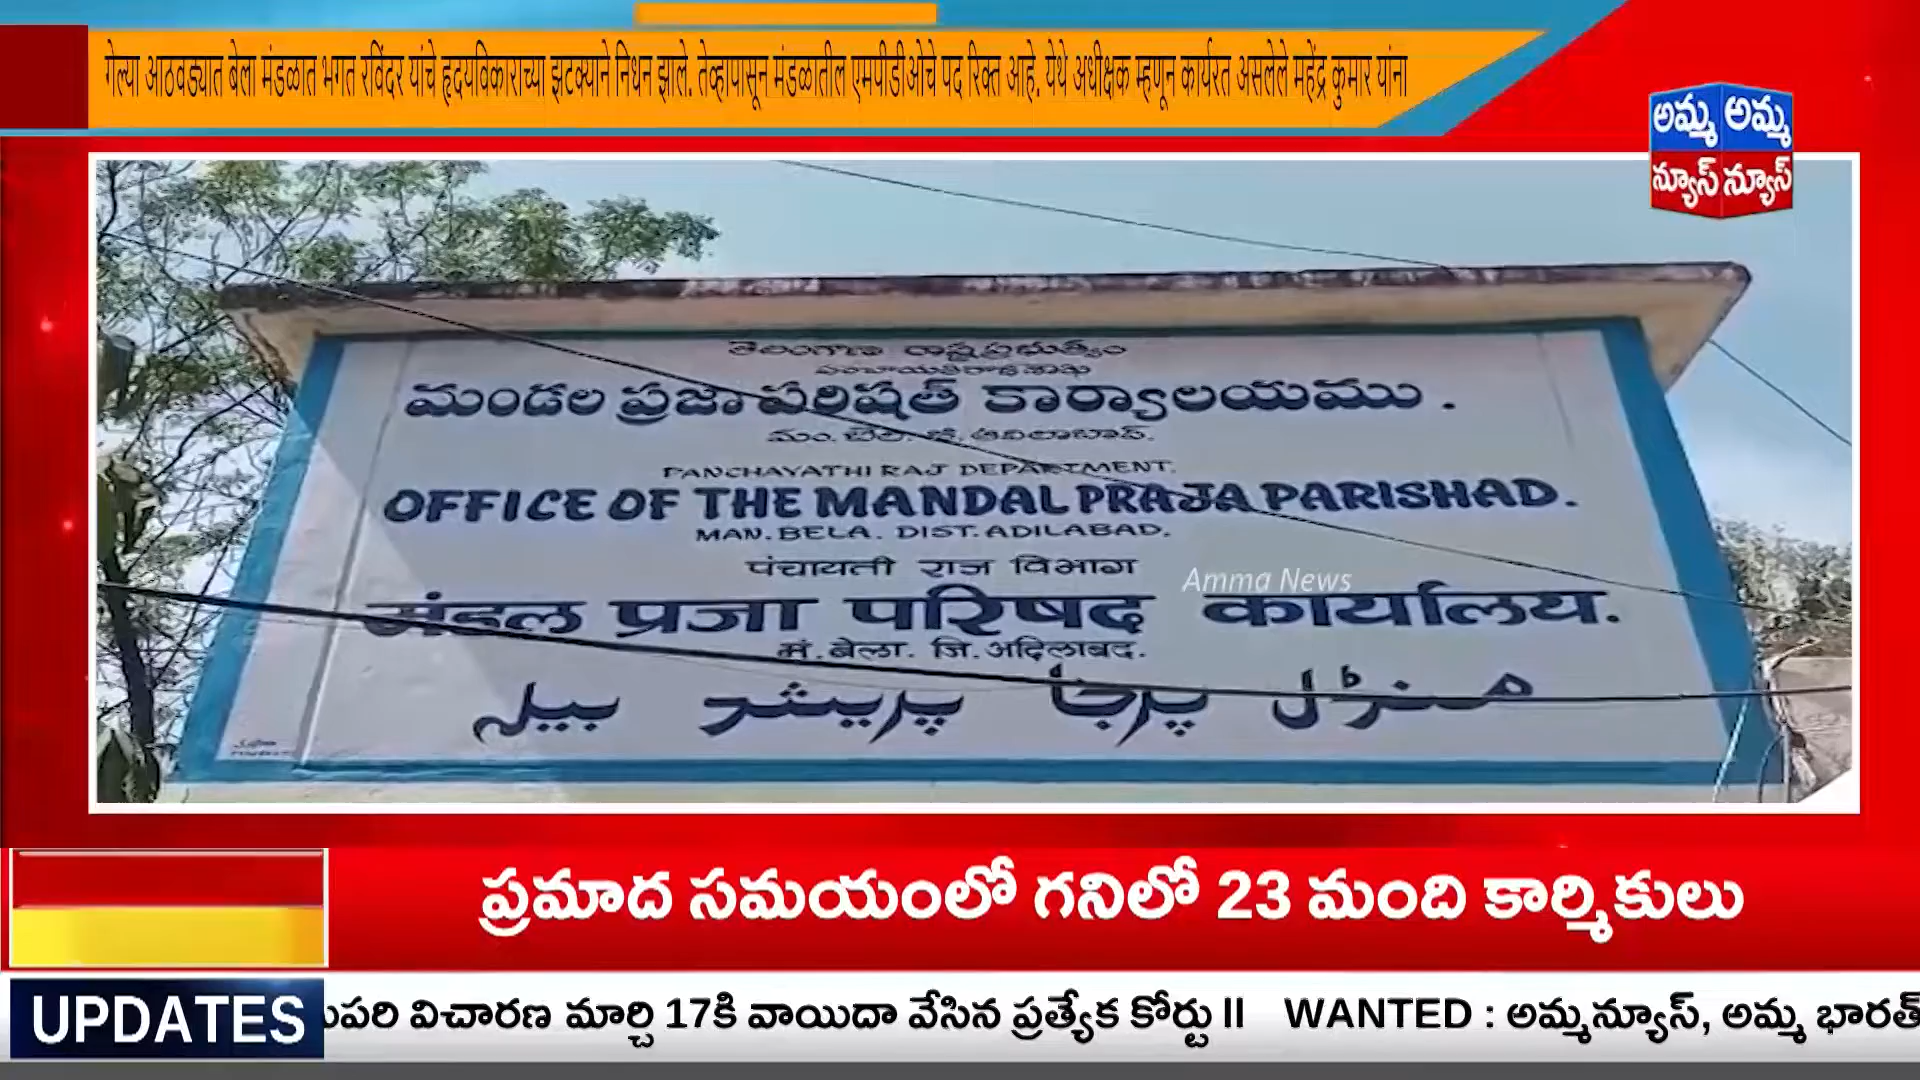 गेल्या आठवड्यात बेला मंडळात भगत रविंदर यांचे हृदयविकाराच्या झटक्याने निधन झाले. तेव्हापासून मंडळातील एमपीडीओचे पद रिक्त आहे. येथे अधीक्षक म्हणून कार्यरत असलेले महेंद्र कुमार यांना
అమ్మ అమ్మ
న్యూస్ న్యూస్
తెలంగాణ రాష్ట్ర ప్రభుత్వం
పంచాయతీరాజ్ శాఖ
మండల ప్రజా పరిషత్ కార్యాలయము.
మం. బేల. జి. ఆదిలాబాద్.
PANCHAYATHI RAJ DEPARTMENT.
OFFICE OF THE MANDAL PRAJA PARISHAD.
MAN. BELA. DIST. ADILABAD.
पंचायती राज विभाग
Amma News
मंडल प्रजा परिषद कार्यालय.
मं. बेला. जि. अदिलाबद.
منڈل پرجا پریشد بیلہ
ప్రమాద సమయంలో గనిలో 23 మంది కార్మికులు
UPDATES
విచారణ మార్చి 17కి వాయిదా వేసిన ప్రత్యేక కోర్టు II WANTED : అమ్మన్యూస్, అమ్మ భారత్